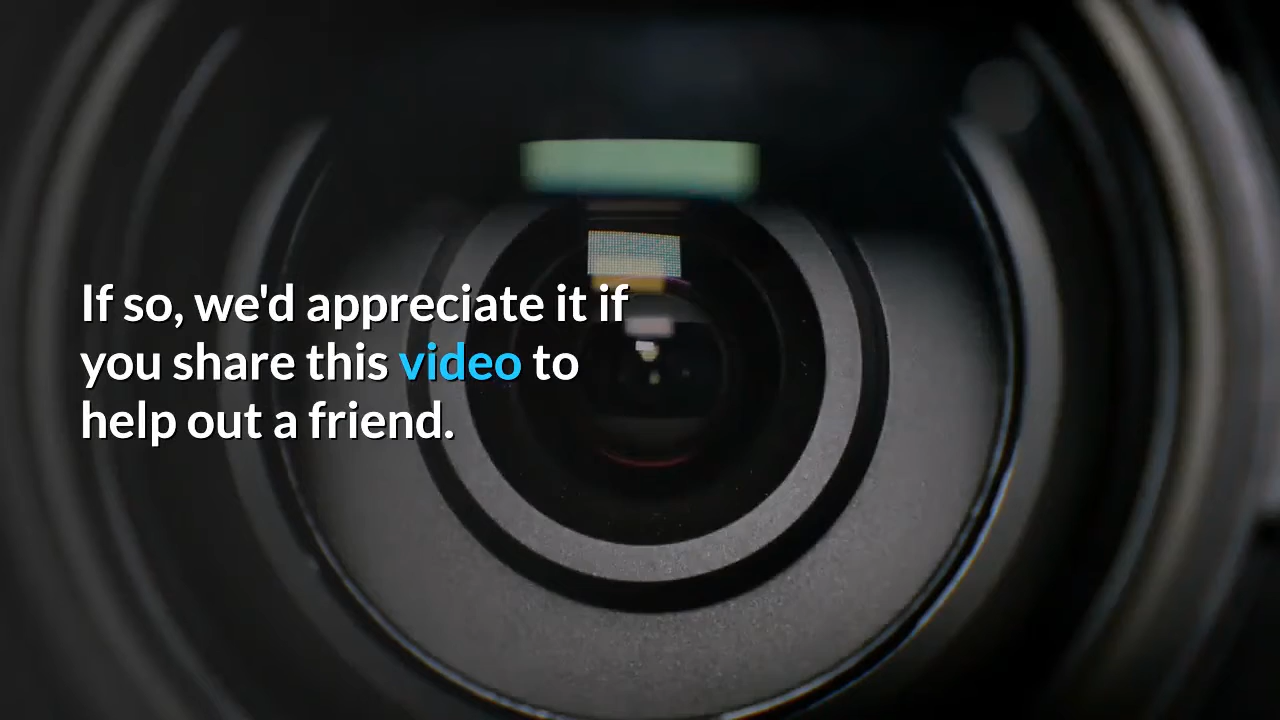 If so, we'd appreciate it if
you share this video to
help out a friend.